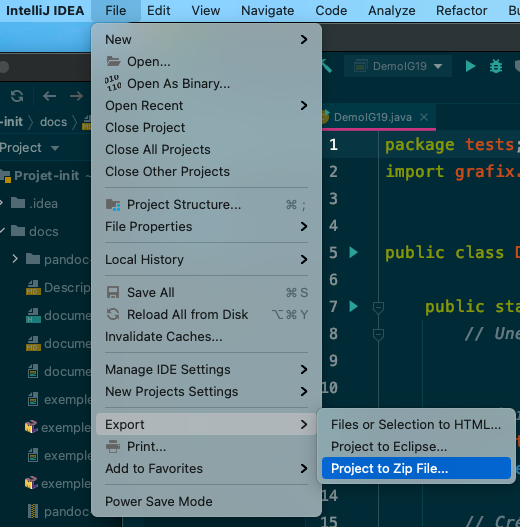 IntelliJ IDEA File Edit View Navigate Code Analyze Refactor Bu
New
Open...
Open As Binary...
Open Recent
Close Project
Close All Projects
Close Other Projects
Project Structure... ⌘ ;
File Properties
Local History
Save All ⌘ S
Reload All from Disk ⌥⌘ Y
Invalidate Caches...
Manage IDE Settings
New Projects Settings
Export
Print...
Add to Favorites
Power Save Mode
Files or Selection to HTML...
Project to Eclipse...
Project to Zip File...
-init docs
Project
Projet-init
.idea
docs
pandoc-
Descrip
docume
docume
docume
exemple
exemple
exemple
exemple
pandoc-
DemoIG19
DemoIG19.java
1 package tests;
2 import grafix.
3
4
5 public class D
6
7 public sta
8 // Une
9
10
15 // Cre